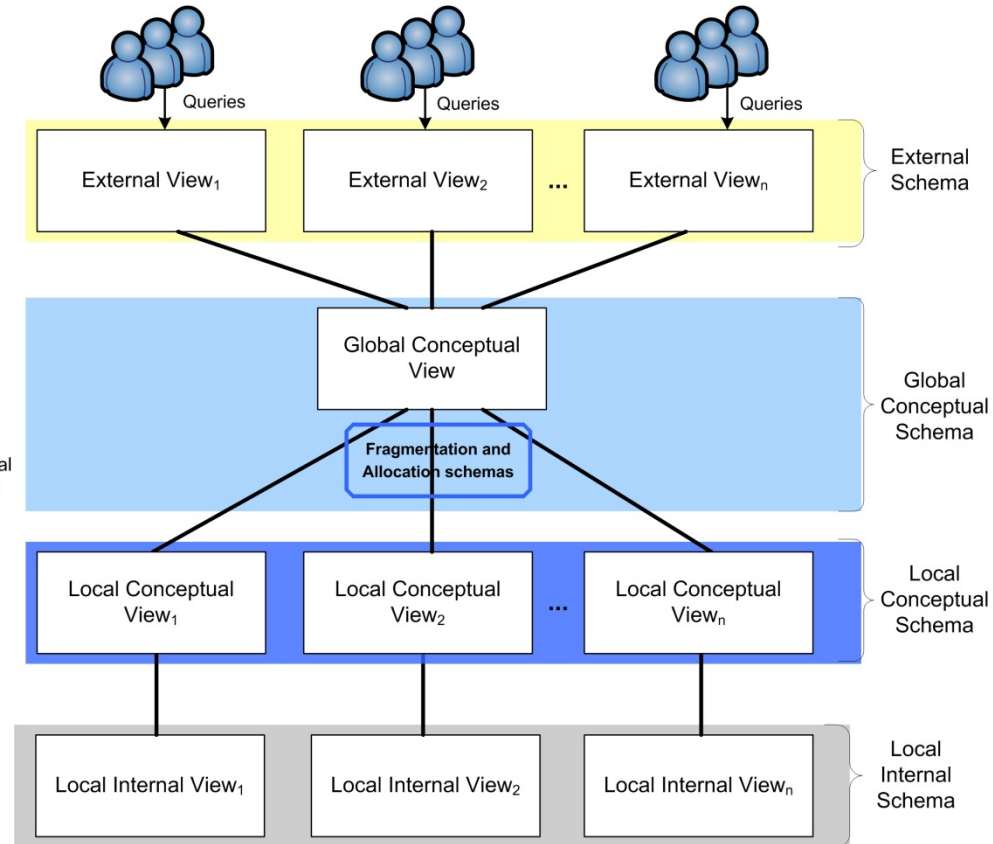 Queries
Queries
Queries
External View₁
External View₂
...
External Viewₙ
External
Schema
Global Conceptual
View
Global
Conceptual
Schema
Fragmentation and
Allocation schemas
al
Local Conceptual
View₁
Local Conceptual
View₂
...
Local Conceptual
Viewₙ
Local
Conceptual
Schema
Local Internal View₁
Local Internal View₂
Local Internal Viewₙ
Local
Internal
Schema